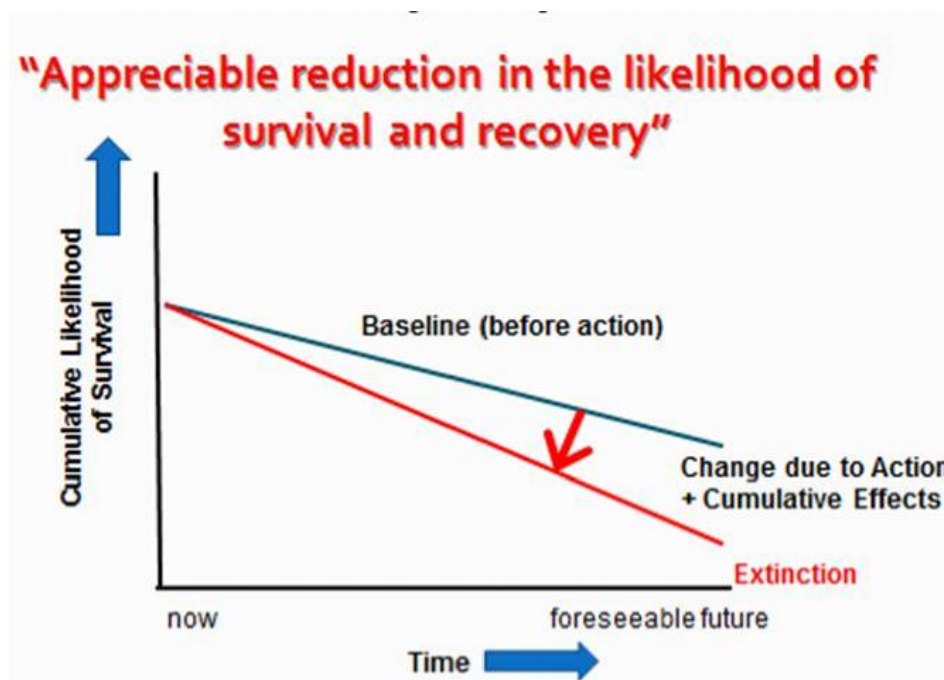 "Appreciable reduction in the likelihood of
survival and recovery"
Cumulative Likelihood
of Survival
Baseline (before action)
Change due to Action
+ Cumulative Effects
Extinction
now
foreseeable future
Time